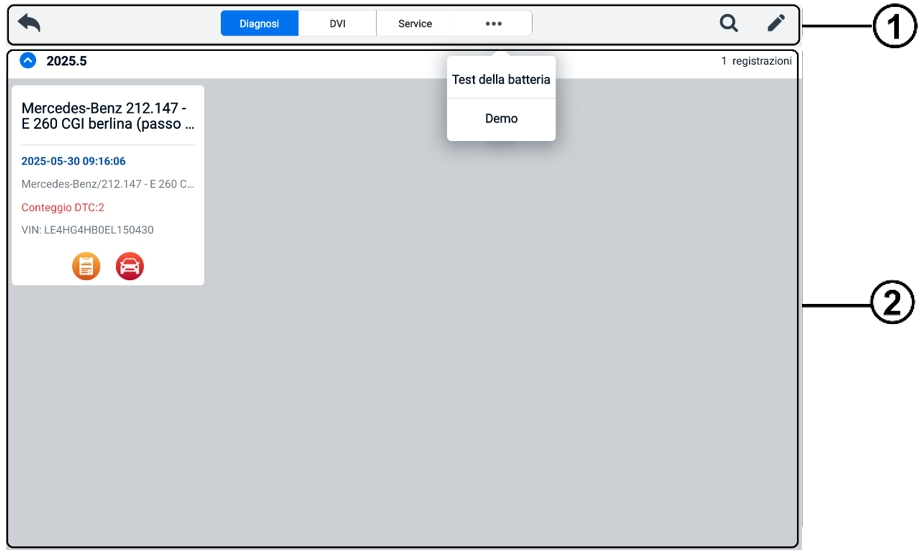 Diagnosi DVI Service •••
1
2025.5
1 registrazioni
Test della batteria
Demo
Mercedes-Benz 212.147 -
E 260 CGI berlina (passo ...
2025-05-30 09:16:06
Mercedes-Benz/212.147 - E 260 C...
Conteggio DTC:2
VIN: LE4HG4HB0EL150430
2